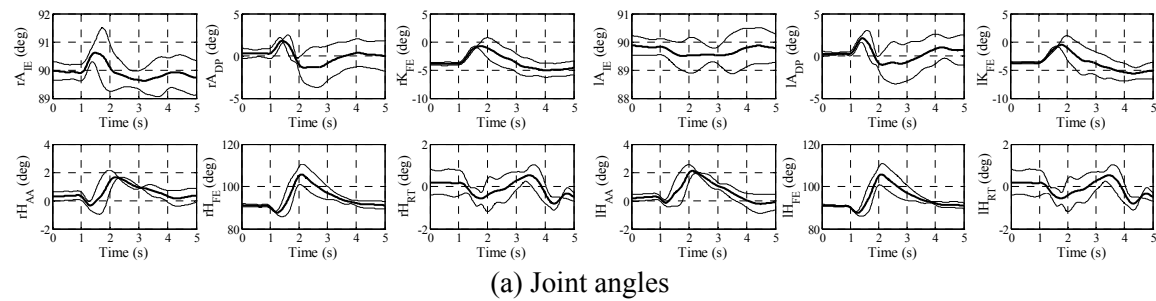 rA_IE (deg)
92
91
90
89
0 1 2 3 4 5
Time (s)
rA_DP (deg)
5
0
-5
0 1 2 3 4 5
Time (s)
rK_FE (deg)
5
0
-5
-10
0 1 2 3 4 5
Time (s)
lA_IE (deg)
91
90
89
88
0 1 2 3 4 5
Time (s)
lA_DP (deg)
5
0
-5
0 1 2 3 4 5
Time (s)
lK_FE (deg)
5
0
-5
-10
0 1 2 3 4 5
Time (s)
rH_AA (deg)
4
2
0
-2
0 1 2 3 4 5
Time (s)
rH_FE (deg)
120
100
80
0 1 2 3 4 5
Time (s)
rH_RT (deg)
2
0
-2
0 1 2 3 4 5
Time (s)
lH_AA (deg)
4
2
0
-2
0 1 2 3 4 5
Time (s)
lH_FE (deg)
120
100
80
0 1 2 3 4 5
Time (s)
lH_RT (deg)
2
0
-2
0 1 2 3 4 5
Time (s)
(a) Joint angles